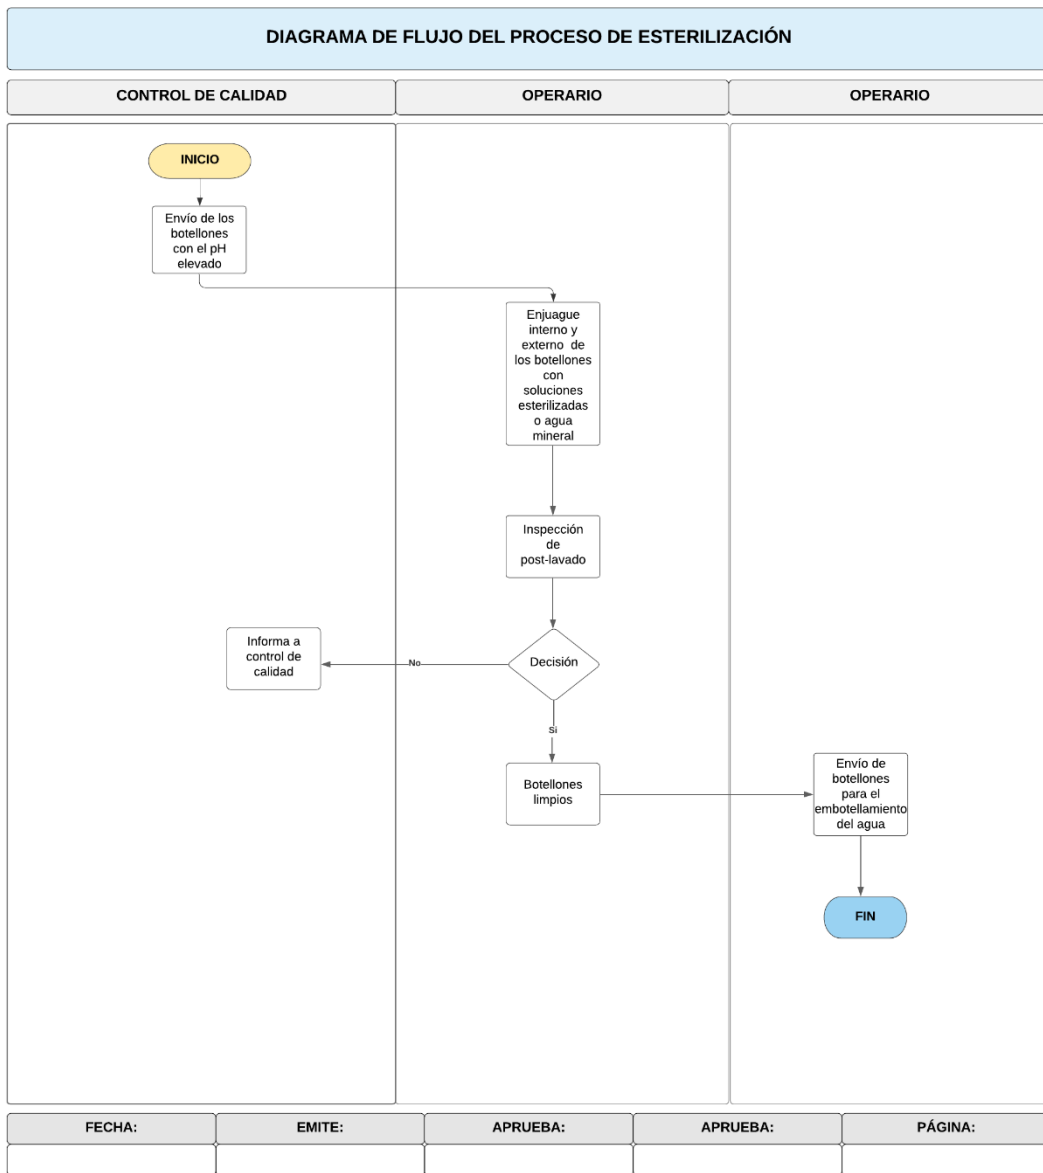 DIAGRAMA DE FLUJO DEL PROCESO DE ESTERILIZACIÓN
CONTROL DE CALIDAD
OPERARIO
OPERARIO
INICIO
Envío de los
botellones
con el pH
elevado
Enjuague
interno y
externo de
los botellones
con
soluciones
esterilizadas
o agua
mineral
Inspección
de
post-lavado
Decisión
No
Informa a
control de
calidad
Si
Botellones
limpios
Envío de
botellones
para el
embotellamiento
del agua
FIN
FECHA:
EMITE:
APRUEBA:
APRUEBA:
PÁGINA: